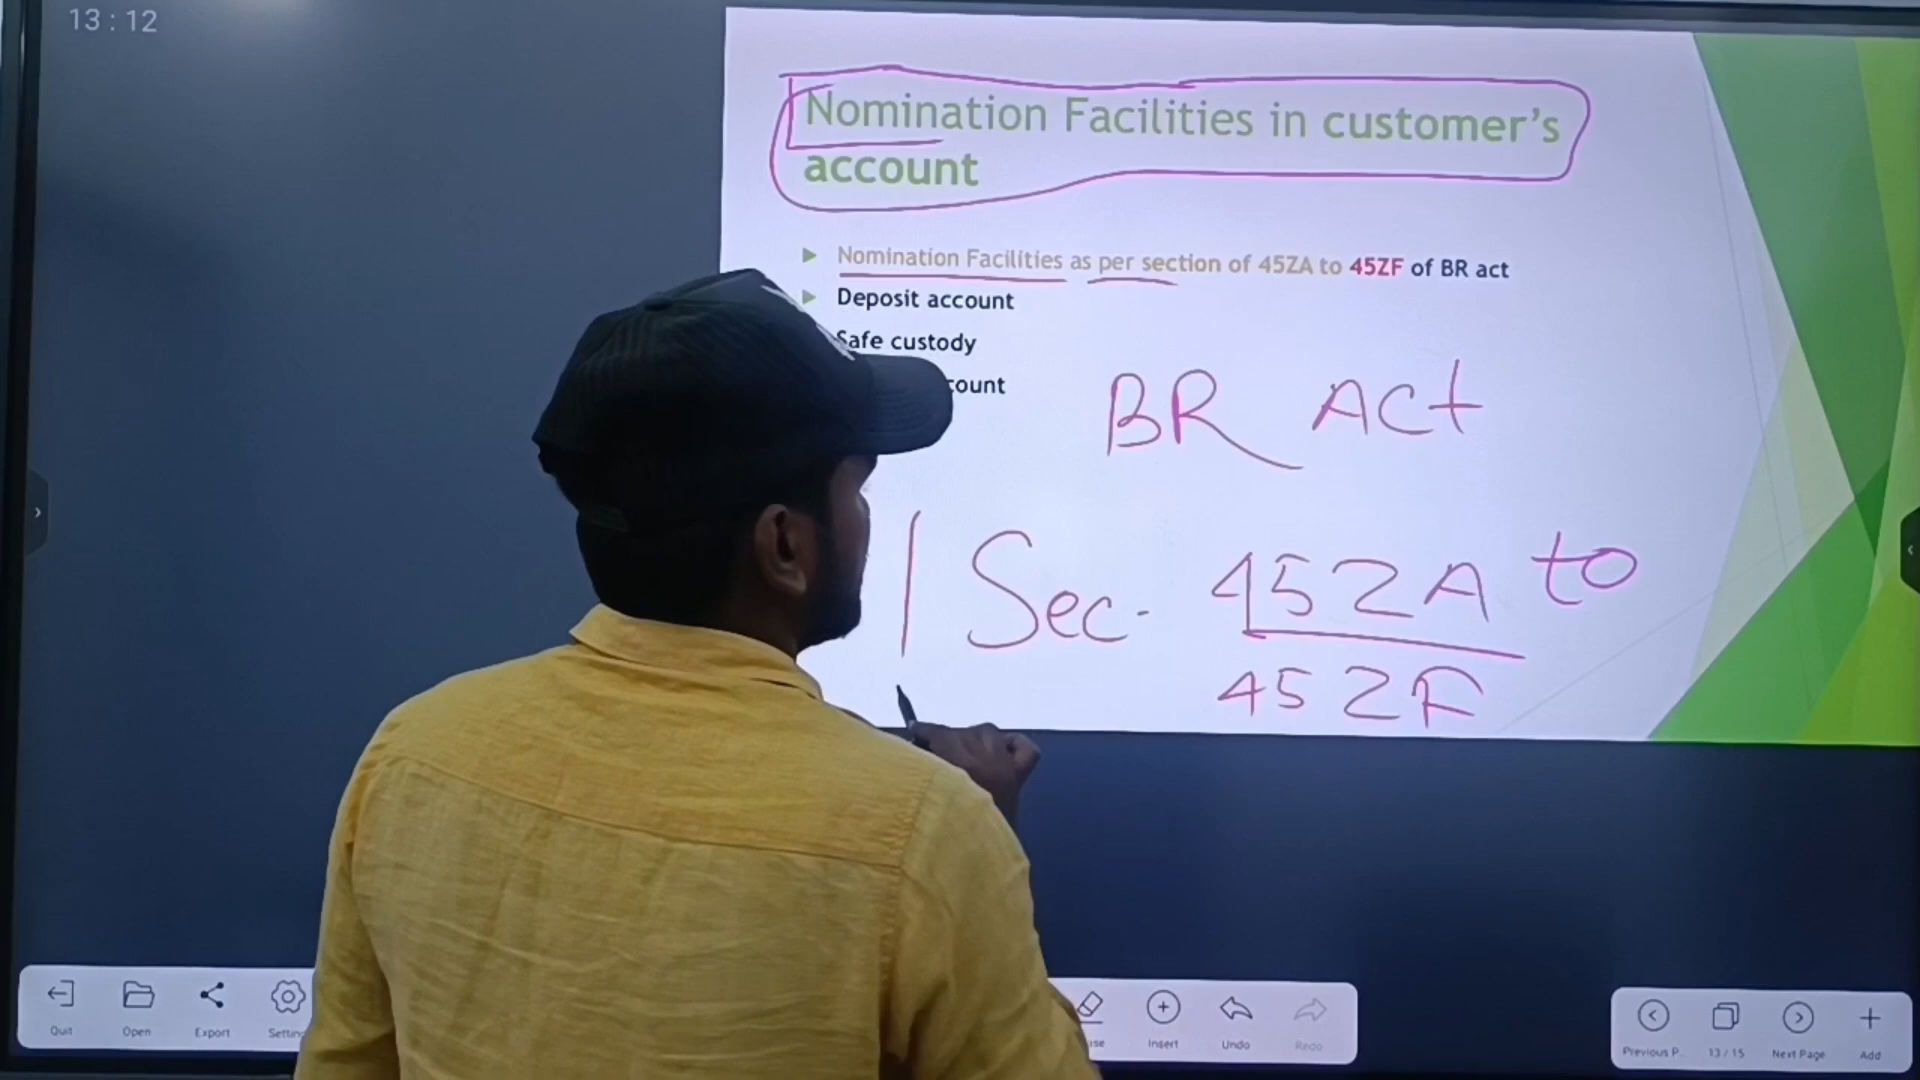 13 : 12
Nomination Facilities in customer's
account
Nomination Facilities as per section of 45ZA to 45ZF of BR act
Deposit account
Safe custody
count
BR Act
Sec. 45ZA to
45ZF
Quit Open Export Insert Undo Redo Previous P.. 13/15 Next Page Add